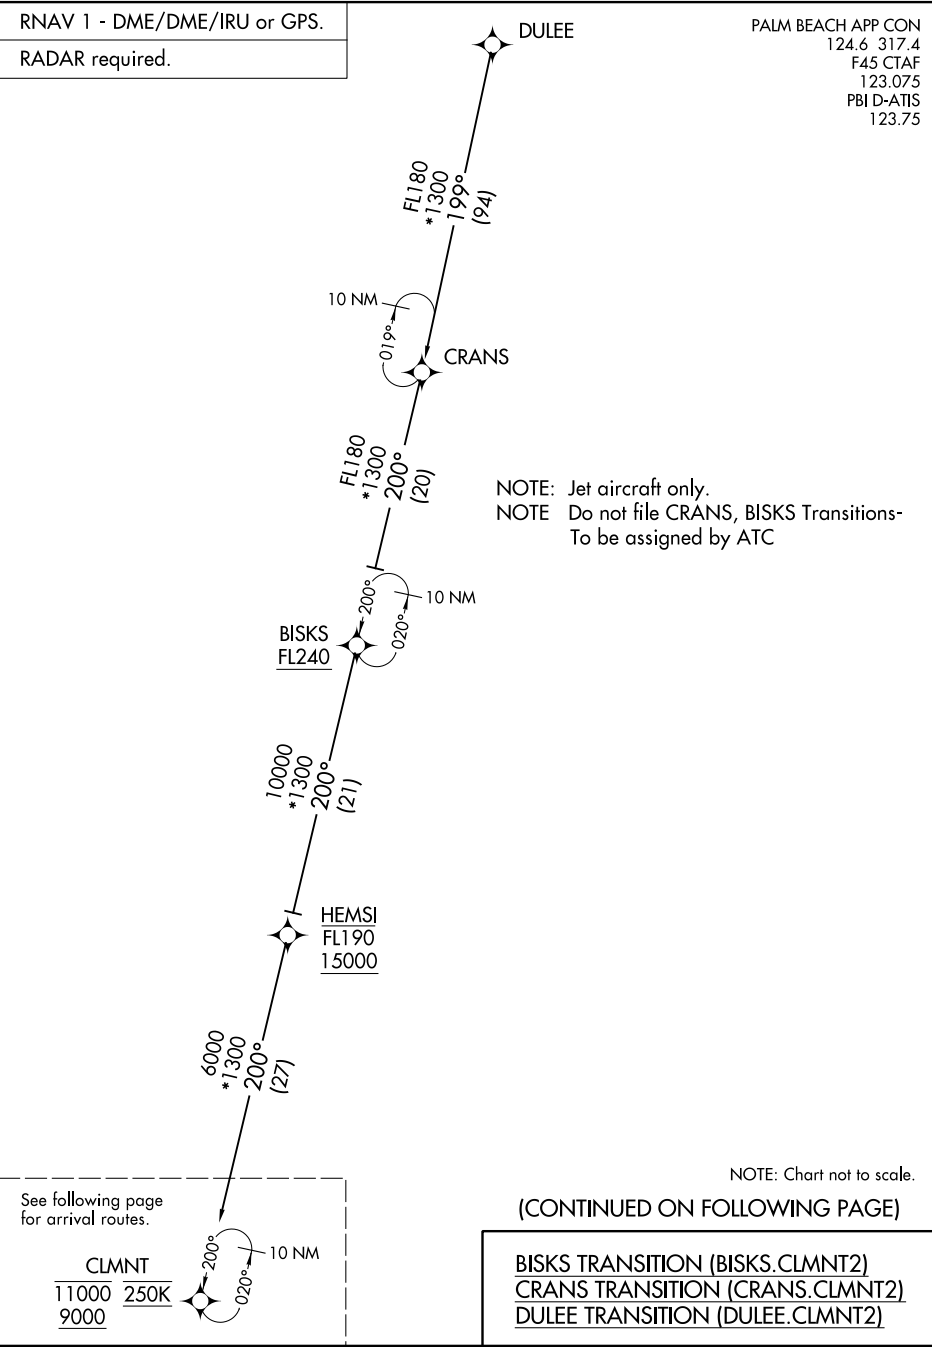 RNAV 1 - DME/DME/IRU or GPS.
RADAR required.
PALM BEACH APP CON
124.6 317.4
F45 CTAF
123.075
PBI D-ATIS
123.75
DULEE
FL180
*1300
199°
(94)
10 NM
019°
CRANS
FL180
*1300
200°
(20)
NOTE: Jet aircraft only.
NOTE Do not file CRANS, BISKS Transitions-
To be assigned by ATC
200°
10 NM
020°
BISKS
FL240
10000
*1300
200°
(21)
HEMSI
FL190
15000
6000
*1300
200°
(27)
See following page
for arrival routes.
200°
10 NM
020°
CLMNT
11000 250K
9000
NOTE: Chart not to scale.
(CONTINUED ON FOLLOWING PAGE)
BISKS TRANSITION (BISKS.CLMNT2)
CRANS TRANSITION (CRANS.CLMNT2)
DULEE TRANSITION (DULEE.CLMNT2)